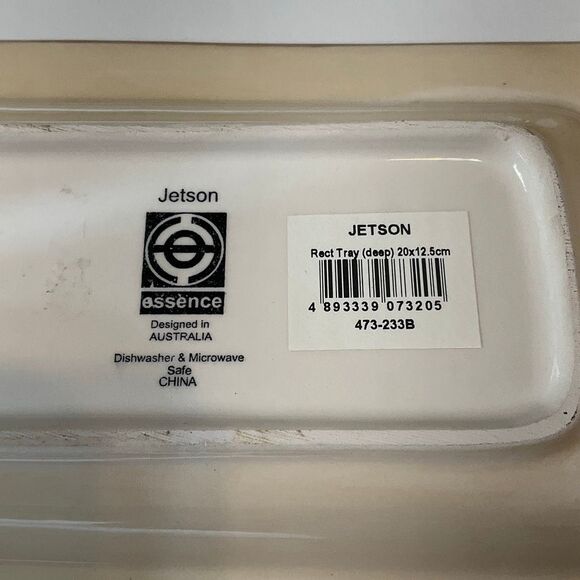 Jetson
essence
Designed in
AUSTRALIA
Dishwasher & Microwave
Safe
CHINA
JETSON
Rect Tray (deep) 20x12.5cm
4 893339 073205
473-233B